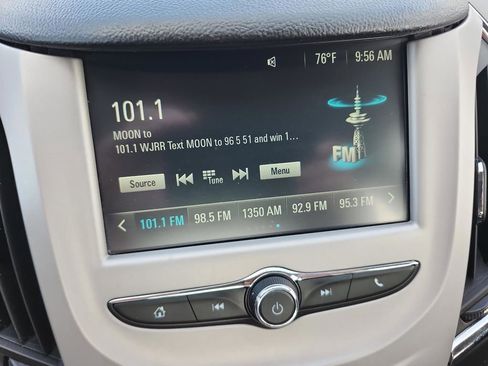 76°F 9:56 AM
101.1
MOON to
101.1 WJRR Text MOON to 96 5 51 and win 1...
FM
Source Tune Menu
101.1 FM 98.5 FM 1350 AM 92.9 FM 95.3 FM